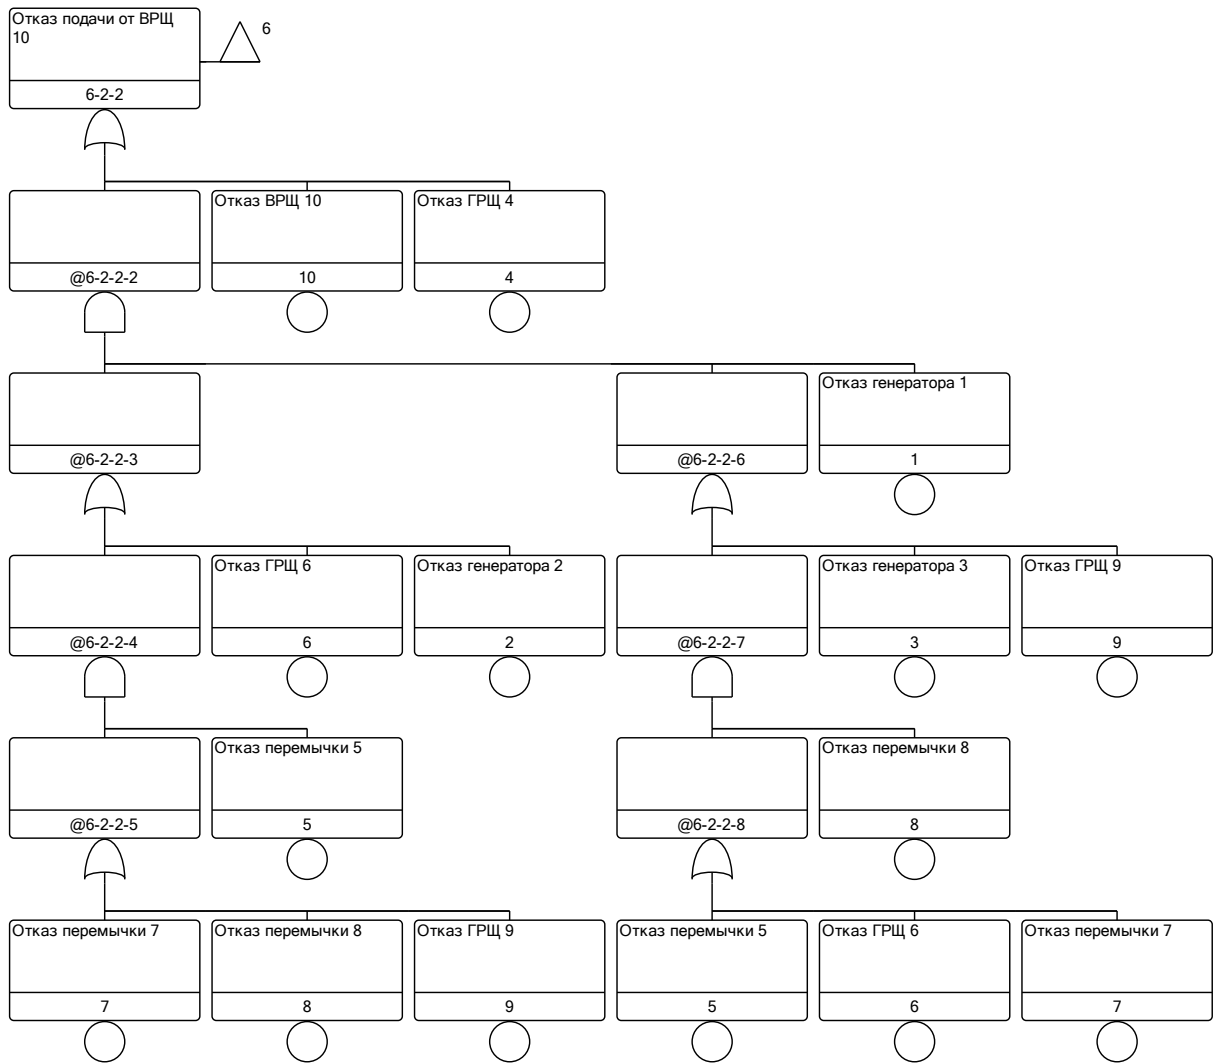 Отказ подачи от ВРЩ
10
6
6-2-2
Отказ ВРЩ 10
Отказ ГРЩ 4
@6-2-2-2
10
4
Отказ генератора 1
@6-2-2-3
@6-2-2-6
1
Отказ ГРЩ 6
Отказ генератора 2
Отказ генератора 3
Отказ ГРЩ 9
@6-2-2-4
6
2
@6-2-2-7
3
9
Отказ перемычки 5
Отказ перемычки 8
@6-2-2-5
5
@6-2-2-8
8
Отказ перемычки 7
Отказ перемычки 8
Отказ ГРЩ 9
Отказ перемычки 5
Отказ ГРЩ 6
Отказ перемычки 7
7
8
9
5
6
7